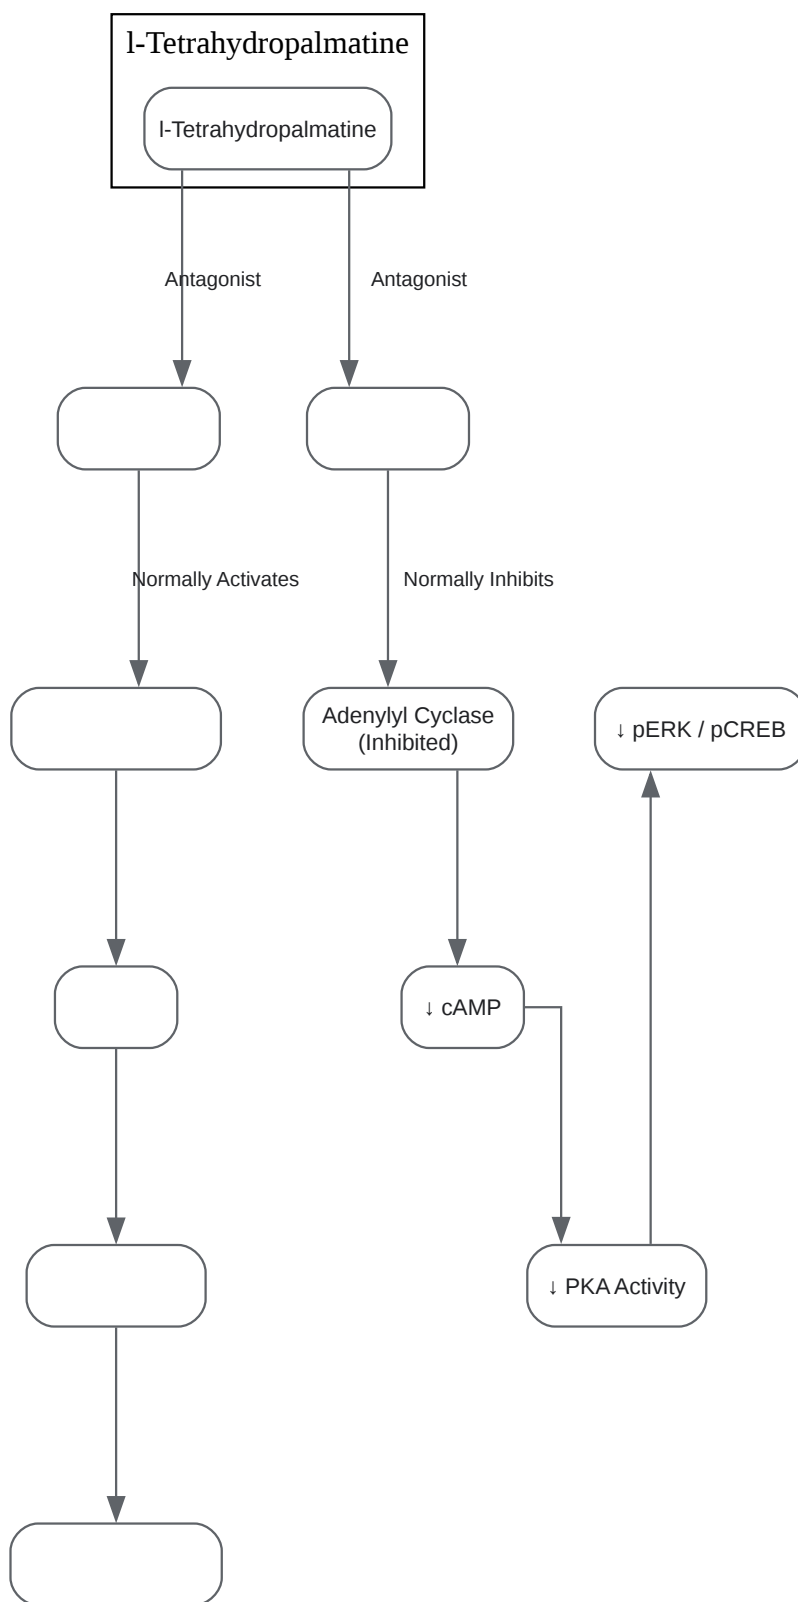 l-Tetrahydropalmatine
l-Tetrahydropalmatine
Antagonist
Antagonist
Normally Activates
Normally Inhibits
Adenylyl Cyclase
(Inhibited)
↓ pERK / pCREB
↓ cAMP
↓ PKA Activity